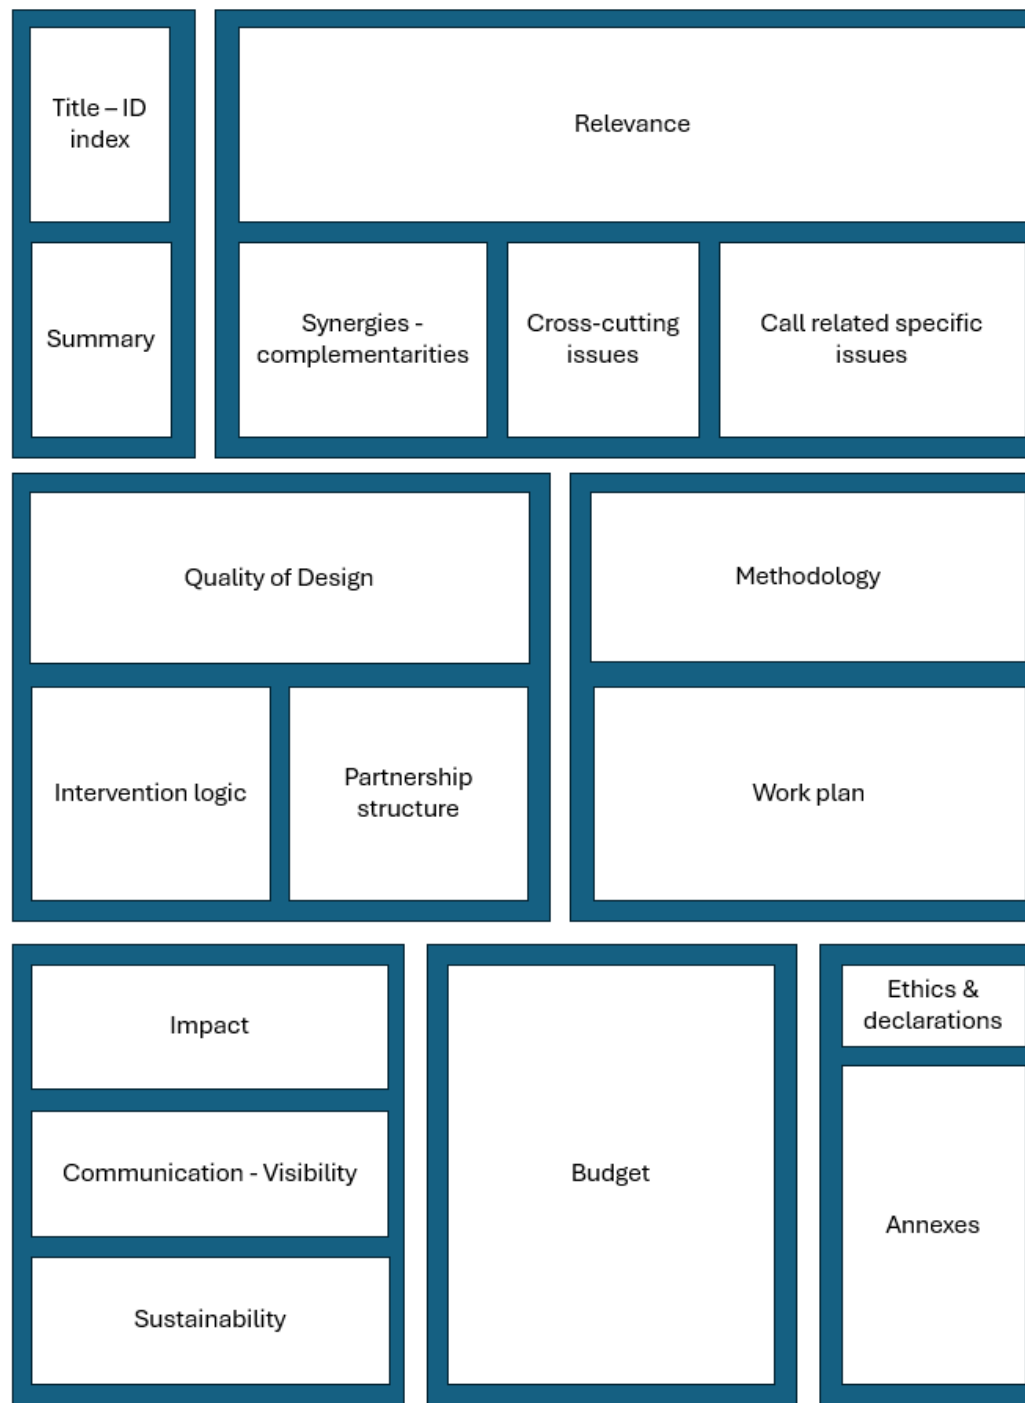 Title – ID
index
Relevance
Summary
Synergies -
complementarities
Cross-cutting
issues
Call related specific
issues
Quality of Design
Methodology
Intervention logic
Partnership
structure
Work plan
Impact
Communication - Visibility
Sustainability
Budget
Ethics &
declarations
Annexes